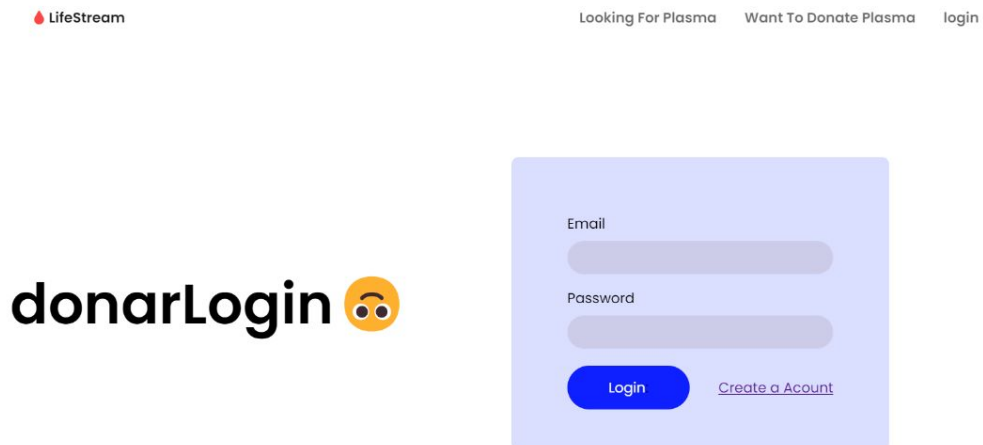 LifeStream
Looking For Plasma Want To Donate Plasma login
donarLogin
Email
Password
Login
Create a Acount